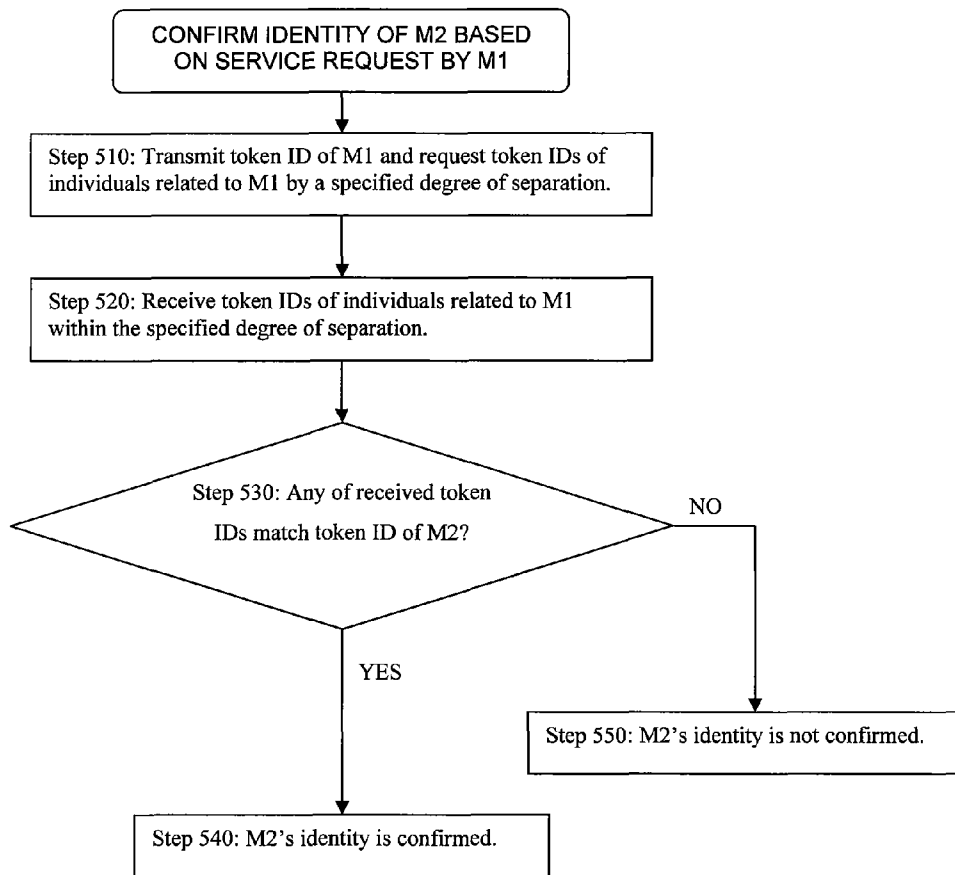 CONFIRM IDENTITY OF M2 BASED
ON SERVICE REQUEST BY M1
Step 510: Transmit token ID of M1 and request token IDs of
individuals related to M1 by a specified degree of separation.
Step 520: Receive token IDs of individuals related to M1
within the specified degree of separation.
Step 530: Any of received token
IDs match token ID of M2?
NO
YES
Step 550: M2’s identity is not confirmed.
Step 540: M2’s identity is confirmed.